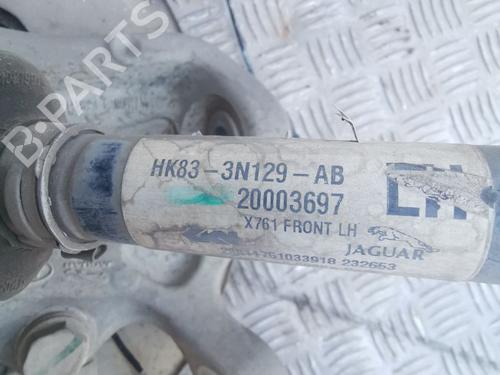 B-PARTS
HK83-3N129-AB
LH
20003697
X761 FRONT LH
JAGUAR